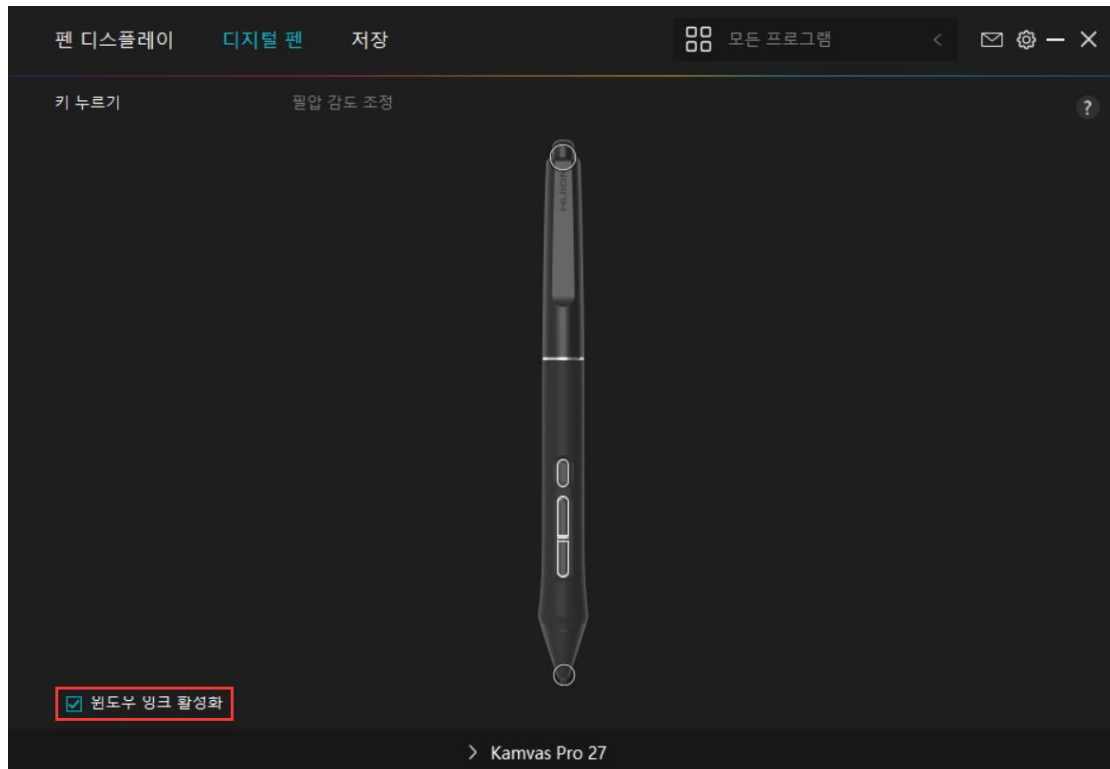 펜 디스플레이 디지털 펜 저장 모든 프로그램
키 누르기 필압 감도 조정
?
HUION
윈도우 잉크 활성화
Kamvas Pro 27